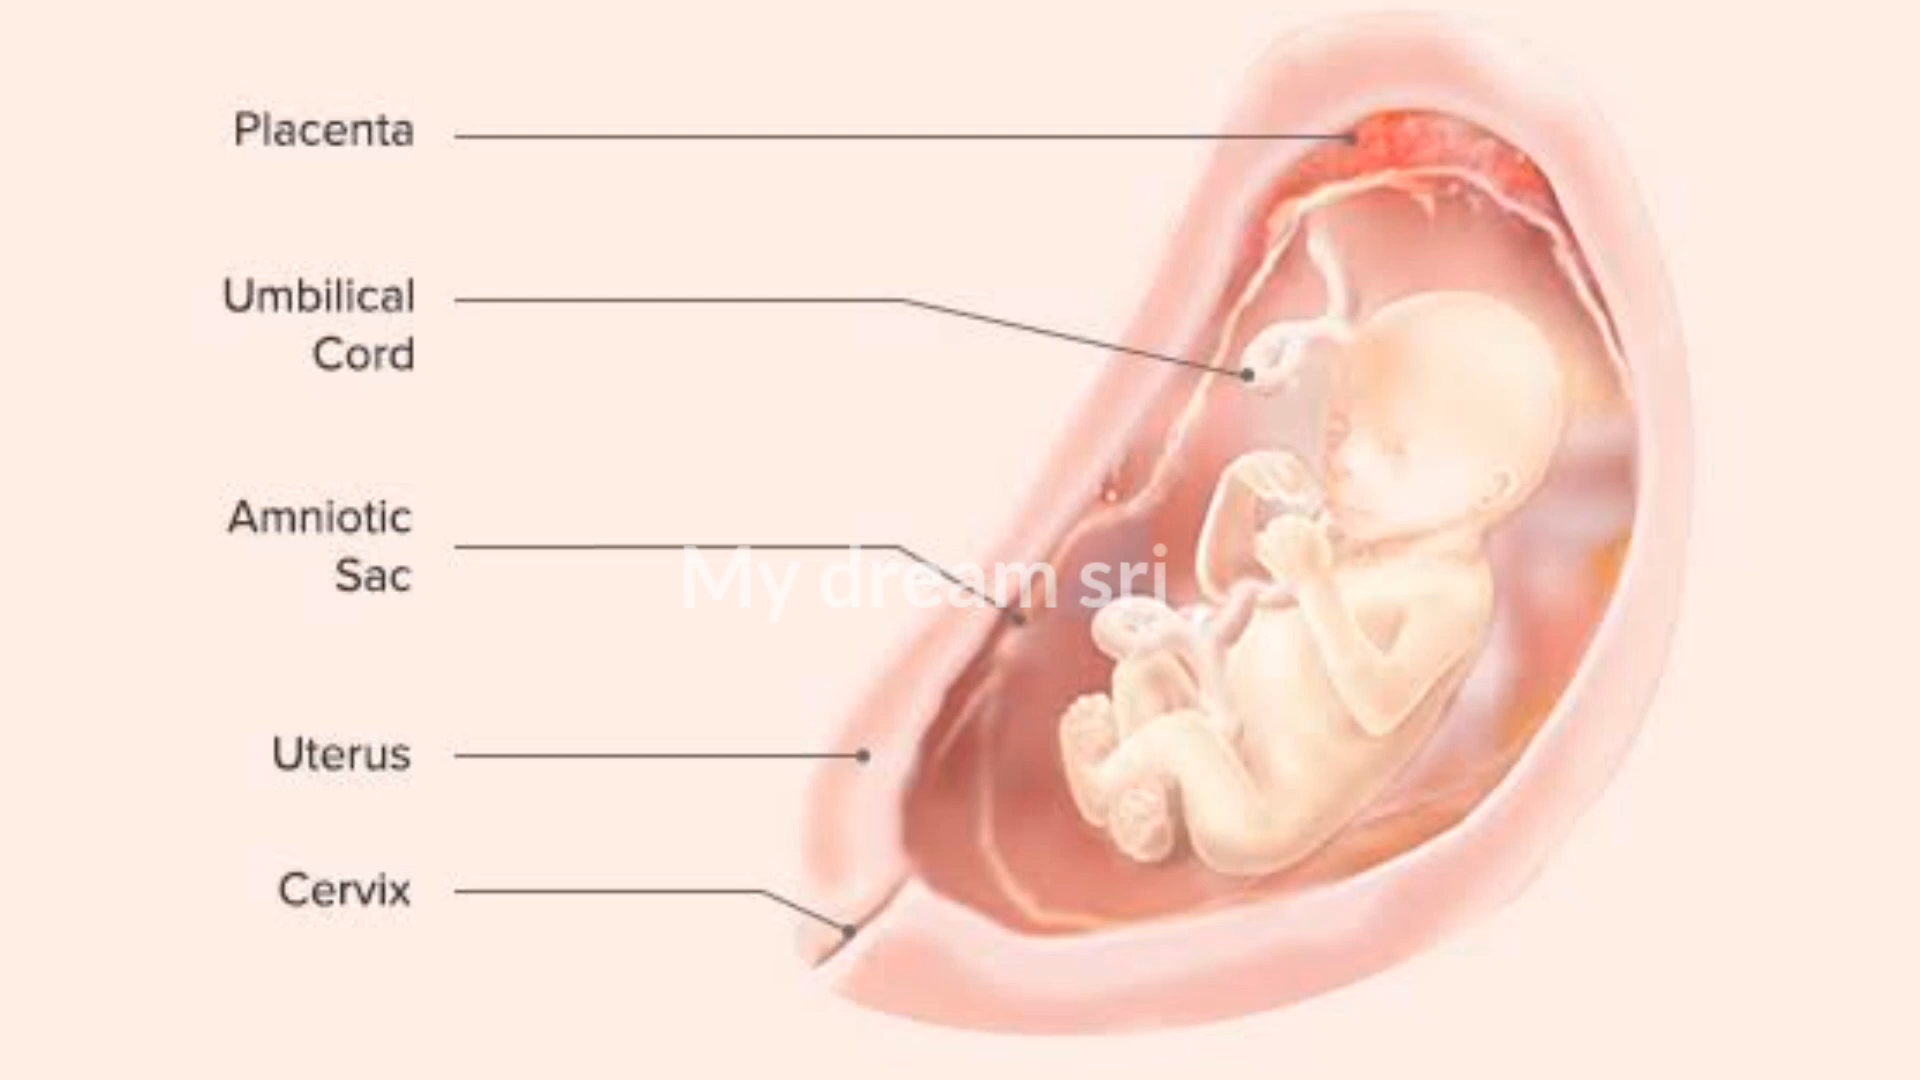 Placenta
Umbilical
Cord
Amniotic
Sac
My dream sri
Uterus
Cervix